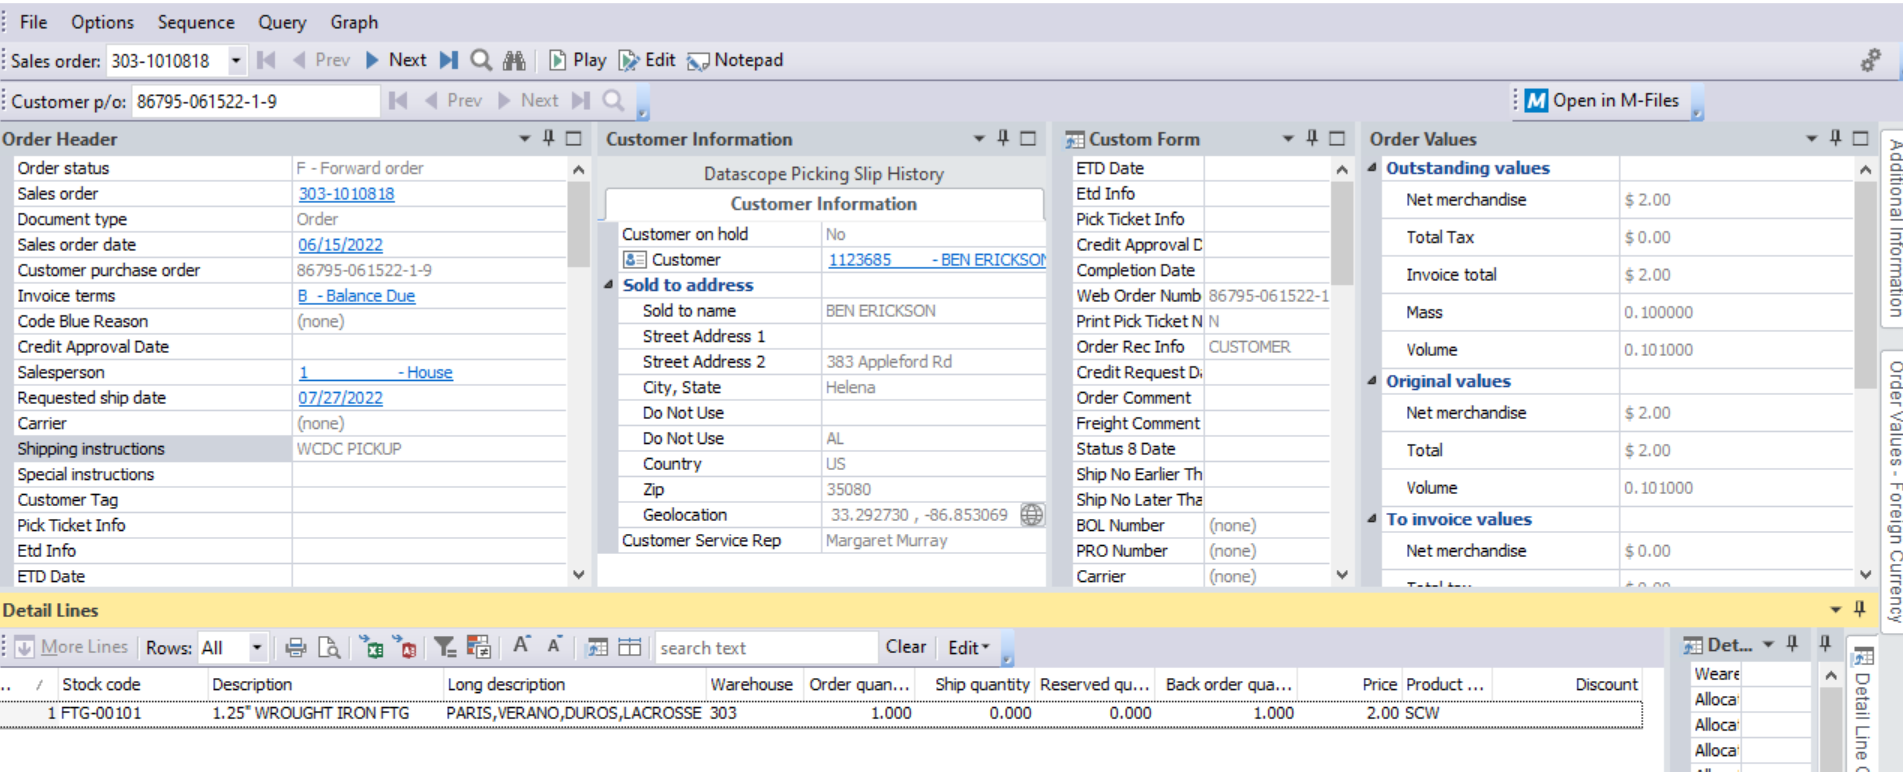 File Options Sequence Query Graph
Sales order: 303-1010818 Prev Next Play Edit Notepad
Customer p/o: 86795-061522-1-9 Prev Next M Open in M-Files
Order Header
Order status F - Forward order
Sales order 303-1010818
Document type Order
Sales order date 06/15/2022
Customer purchase order 86795-061522-1-9
Invoice terms B - Balance Due
Code Blue Reason (none)
Credit Approval Date
Salesperson 1 - House
Requested ship date 07/27/2022
Carrier (none)
Shipping instructions WCDC PICKUP
Special instructions
Customer Tag
Pick Ticket Info
Etd Info
ETD Date
Customer Information
Datascope Picking Slip History
Customer Information
Customer on hold No
Customer 1123685 - BEN ERICKSON
Sold to address
Sold to name BEN ERICKSON
Street Address 1
Street Address 2 383 Appleford Rd
City, State Helena
Do Not Use
Do Not Use AL
Country US
Zip 35080
Geolocation 33.292730 , -86.853069
Customer Service Rep Margaret Murray
Custom Form
ETD Date
Etd Info
Pick Ticket Info
Credit Approval D
Completion Date
Web Order Numb 86795-061522-1
Print Pick Ticket N N
Order Rec Info CUSTOMER
Credit Request D
Order Comment
Freight Comment
Status 8 Date
Ship No Earlier Th
Ship No Later Tha
BOL Number (none)
PRO Number (none)
Carrier (none)
Order Values
Outstanding values
Net merchandise $ 2.00
Total Tax $ 0.00
Invoice total $ 2.00
Mass 0.100000
Volume 0.101000
Original values
Net merchandise $ 2.00
Total $ 2.00
Volume 0.101000
To invoice values
Net merchandise $ 0.00
Total tax $ 0.00
Additional Information
Order Values - Foreign Currency
Detail Lines
More Lines Rows: All A A search text Clear Edit
.. / Stock code Description Long description Warehouse Order quan... Ship quantity Reserved qu... Back order qua... Price Product ... Discount
1 FTG-00101 1.25" WROUGHT IRON FTG PARIS,VERANO,DUROS,LACROSSE 303 1.000 0.000 0.000 1.000 2.00 SCW
Det...
Weare
Alloca
Alloca
Alloca
Detail Line